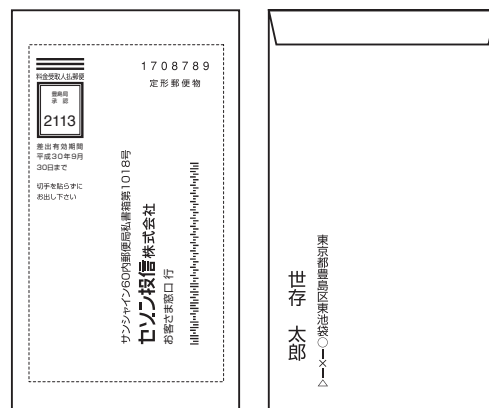 料金受取人払郵便
豊島局
承認
2113
差出有効期間
平成30年9月
30日まで
切手を貼らずに
お出し下さい
1708789
定形郵便物
サンシャイン60内郵便局私書箱第1018号
セゾン投信株式会社
お客さま窓口 行
東京都豊島区東池袋○ー×ー△
世存 太郎